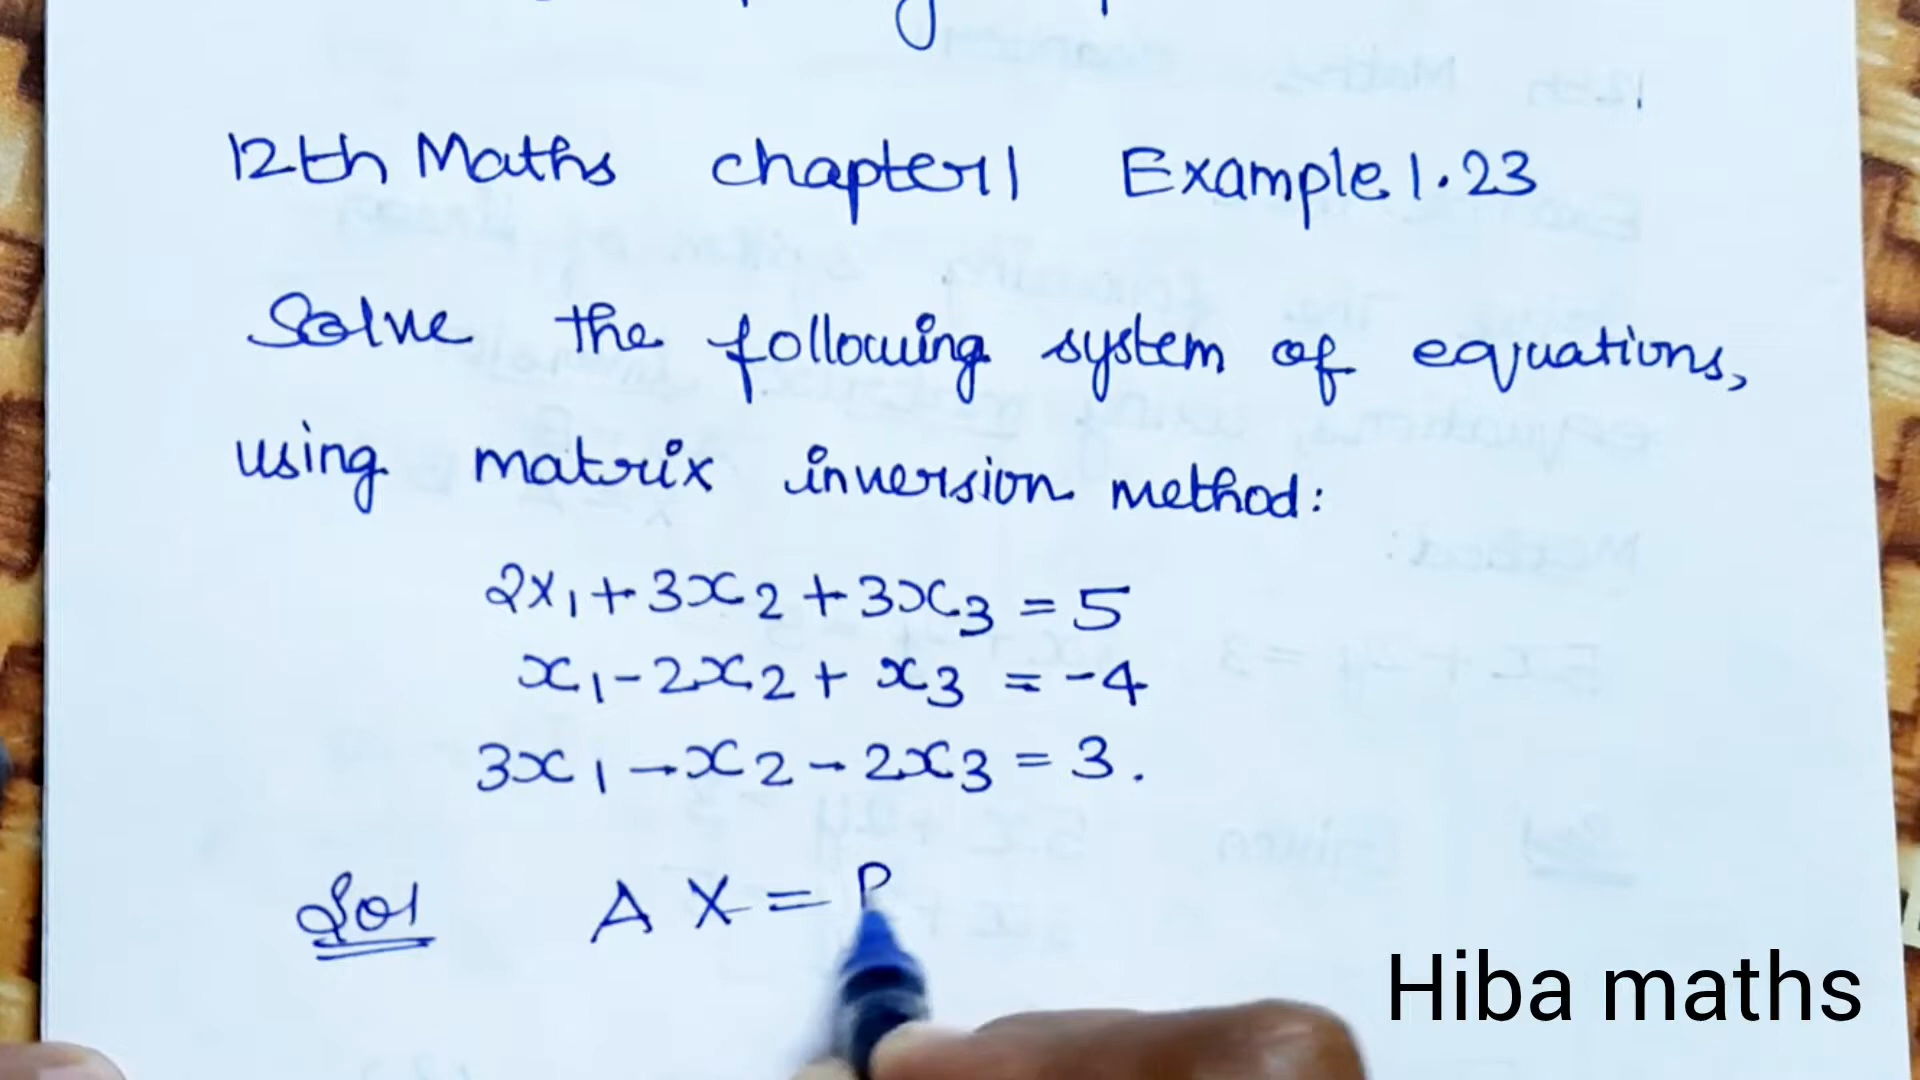 12th Maths chapter 1 Example 1.23
Solve the following system of equations,
using matrix inversion method:
2x₁+3x₂+3x₃=5
x₁-2x₂+x₃=-4
3x₁-x₂-2x₃=3.
Sol AX=
Hiba maths